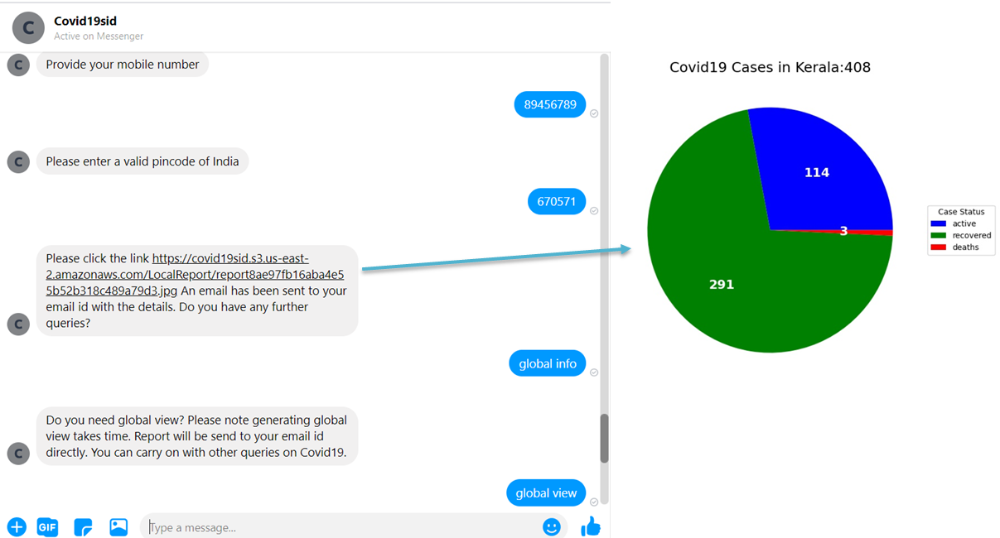 C
Covid19sid
Active on Messenger
C
Provide your mobile number
89456789
C
Please enter a valid pincode of India
670571
Please click the link https://covid19sid.s3.us-east-
2.amazonaws.com/LocalReport/report8ae97fb16aba4e5
5b52b318c489a79d3.jpg An email has been sent to your
email id with the details. Do you have any further
queries?
C
global info
Do you need global view? Please note generating global
view takes time. Report will be send to your email id
directly. You can carry on with other queries on Covid19.
C
global view
GIF
Type a message...
Covid19 Cases in Kerala:408
114
3
291
Case Status
active
recovered
deaths